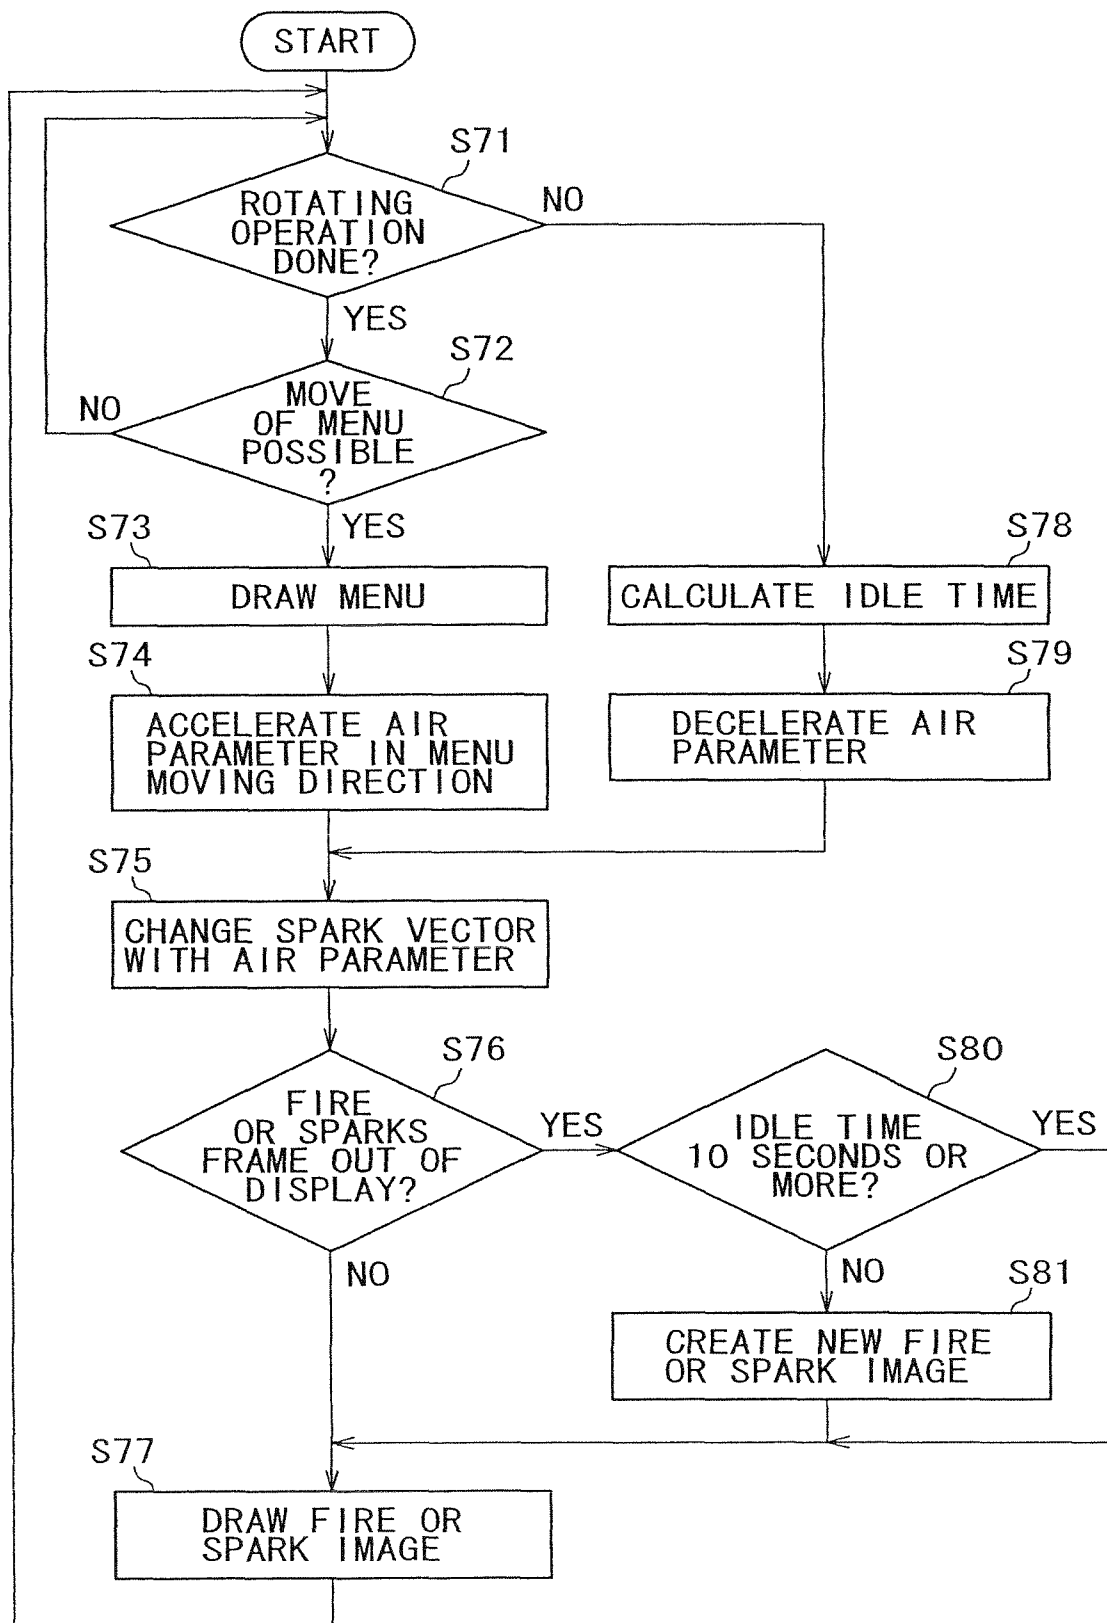 START
S71
ROTATING
OPERATION
DONE?
NO
YES
S72
MOVE
OF MENU
POSSIBLE
?
NO
YES
S73
DRAW MENU
S78
CALCULATE IDLE TIME
S74
ACCELERATE AIR
PARAMETER IN MENU
MOVING DIRECTION
S79
DECELERATE AIR
PARAMETER
S75
CHANGE SPARK VECTOR
WITH AIR PARAMETER
S76
FIRE
OR SPARKS
FRAME OUT OF
DISPLAY?
YES
NO
S80
IDLE TIME
10 SECONDS OR
MORE?
YES
NO
S81
CREATE NEW FIRE
OR SPARK IMAGE
S77
DRAW FIRE OR
SPARK IMAGE